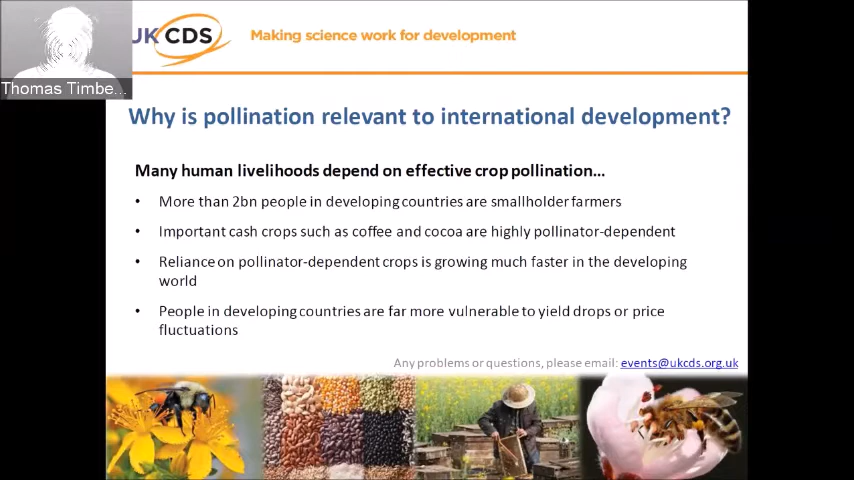 UK CDS
Making science work for development
Thomas Timbe...
Why is pollination relevant to international development?
Many human livelihoods depend on effective crop pollination...
• More than 2bn people in developing countries are smallholder farmers
• Important cash crops such as coffee and cocoa are highly pollinator-dependent
• Reliance on pollinator-dependent crops is growing much faster in the developing
world
• People in developing countries are far more vulnerable to yield drops or price
fluctuations
Any problems or questions, please email: events@ukcds.org.uk